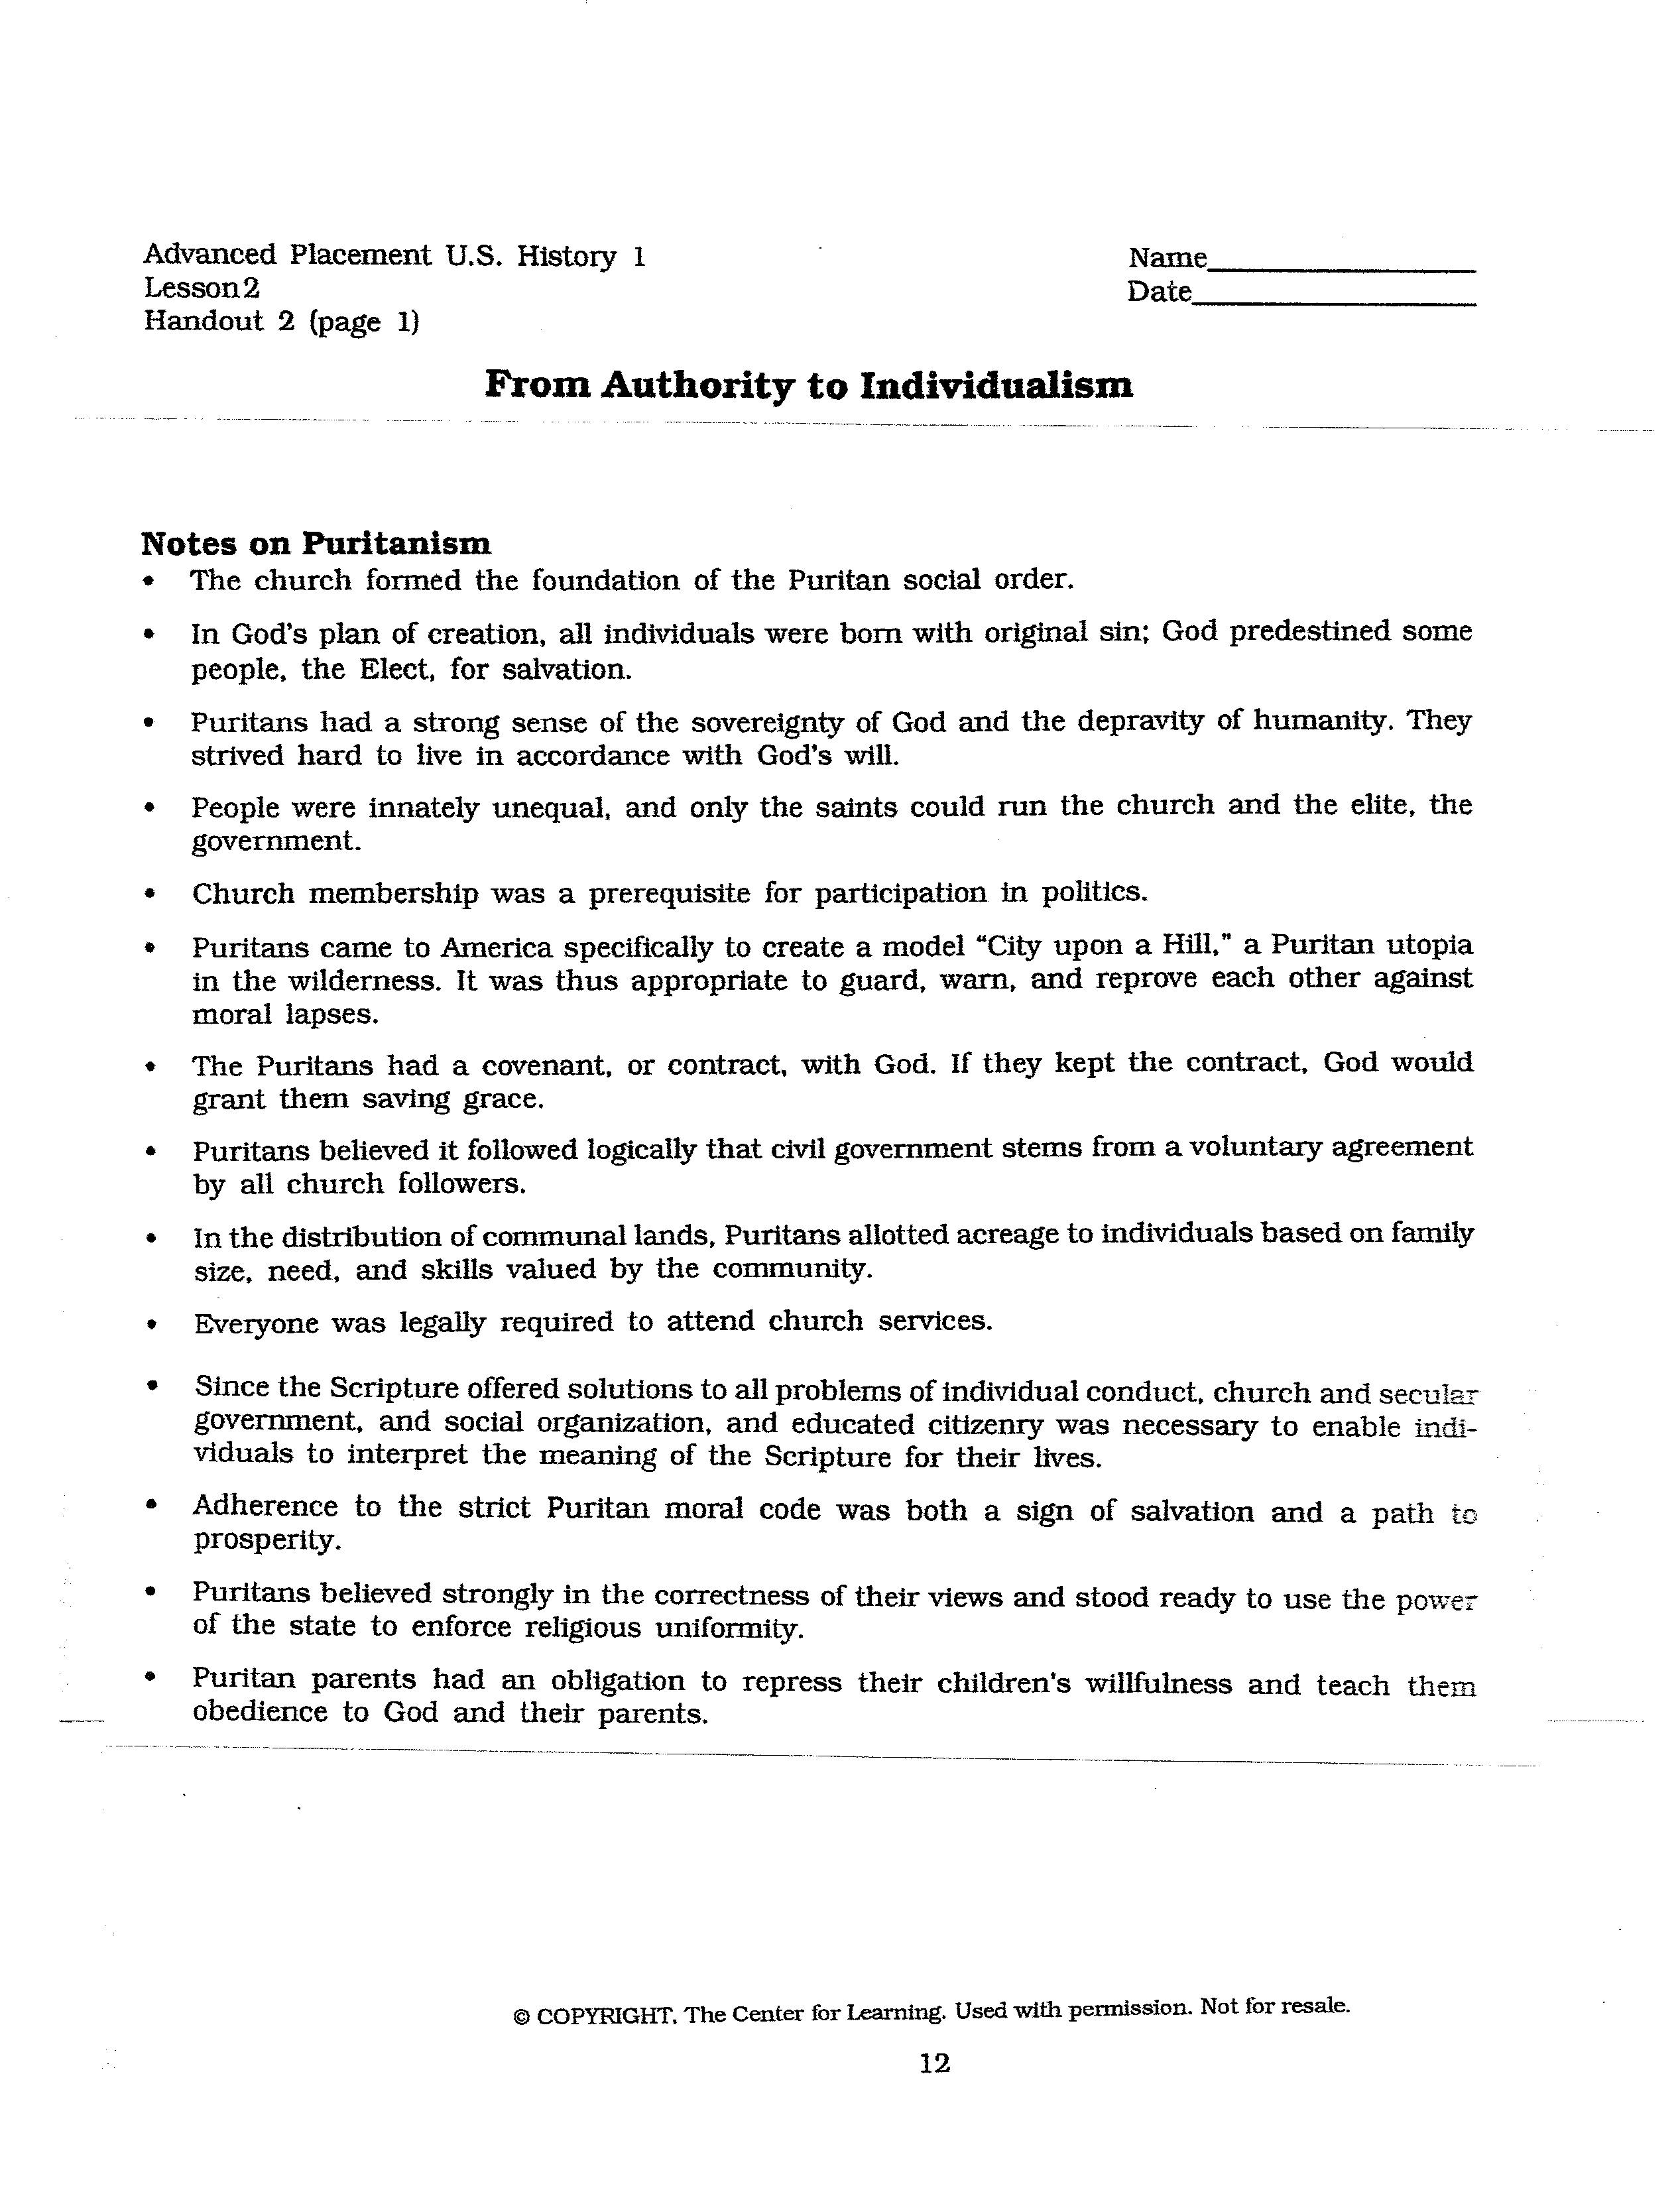 Advanced Placement U.S. History 1
Name
Lesson 2
Date
Handout 2 (page 1)
From Authority to Individualism
Notes on Puritanism
• The church formed the foundation of the Puritan social order.
• In God's plan of creation, all individuals were born with original sin; God predestined some
people, the Elect, for salvation.
• Puritans had a strong sense of the sovereignty of God and the depravity of humanity. They
strived hard to live in accordance with God's will.
• People were innately unequal, and only the saints could run the church and the elite, the
government.
• Church membership was a prerequisite for participation in politics.
• Puritans came to America specifically to create a model “City upon a Hill,” a Puritan utopia
in the wilderness. It was thus appropriate to guard, warn, and reprove each other against
moral lapses.
• The Puritans had a covenant, or contract, with God. If they kept the contract, God would
grant them saving grace.
• Puritans believed it followed logically that civil government stems from a voluntary agreement
by all church followers.
• In the distribution of communal lands, Puritans allotted acreage to individuals based on family
size, need, and skills valued by the community.
• Everyone was legally required to attend church services.
• Since the Scripture offered solutions to all problems of individual conduct, church and secular
government, and social organization, and educated citizenry was necessary to enable indi-
viduals to interpret the meaning of the Scripture for their lives.
• Adherence to the strict Puritan moral code was both a sign of salvation and a path to
prosperity.
• Puritans believed strongly in the correctness of their views and stood ready to use the power
of the state to enforce religious uniformity.
• Puritan parents had an obligation to repress their children's willfulness and teach them
obedience to God and their parents.
© COPYRIGHT, The Center for Learning. Used with permission. Not for resale.
12